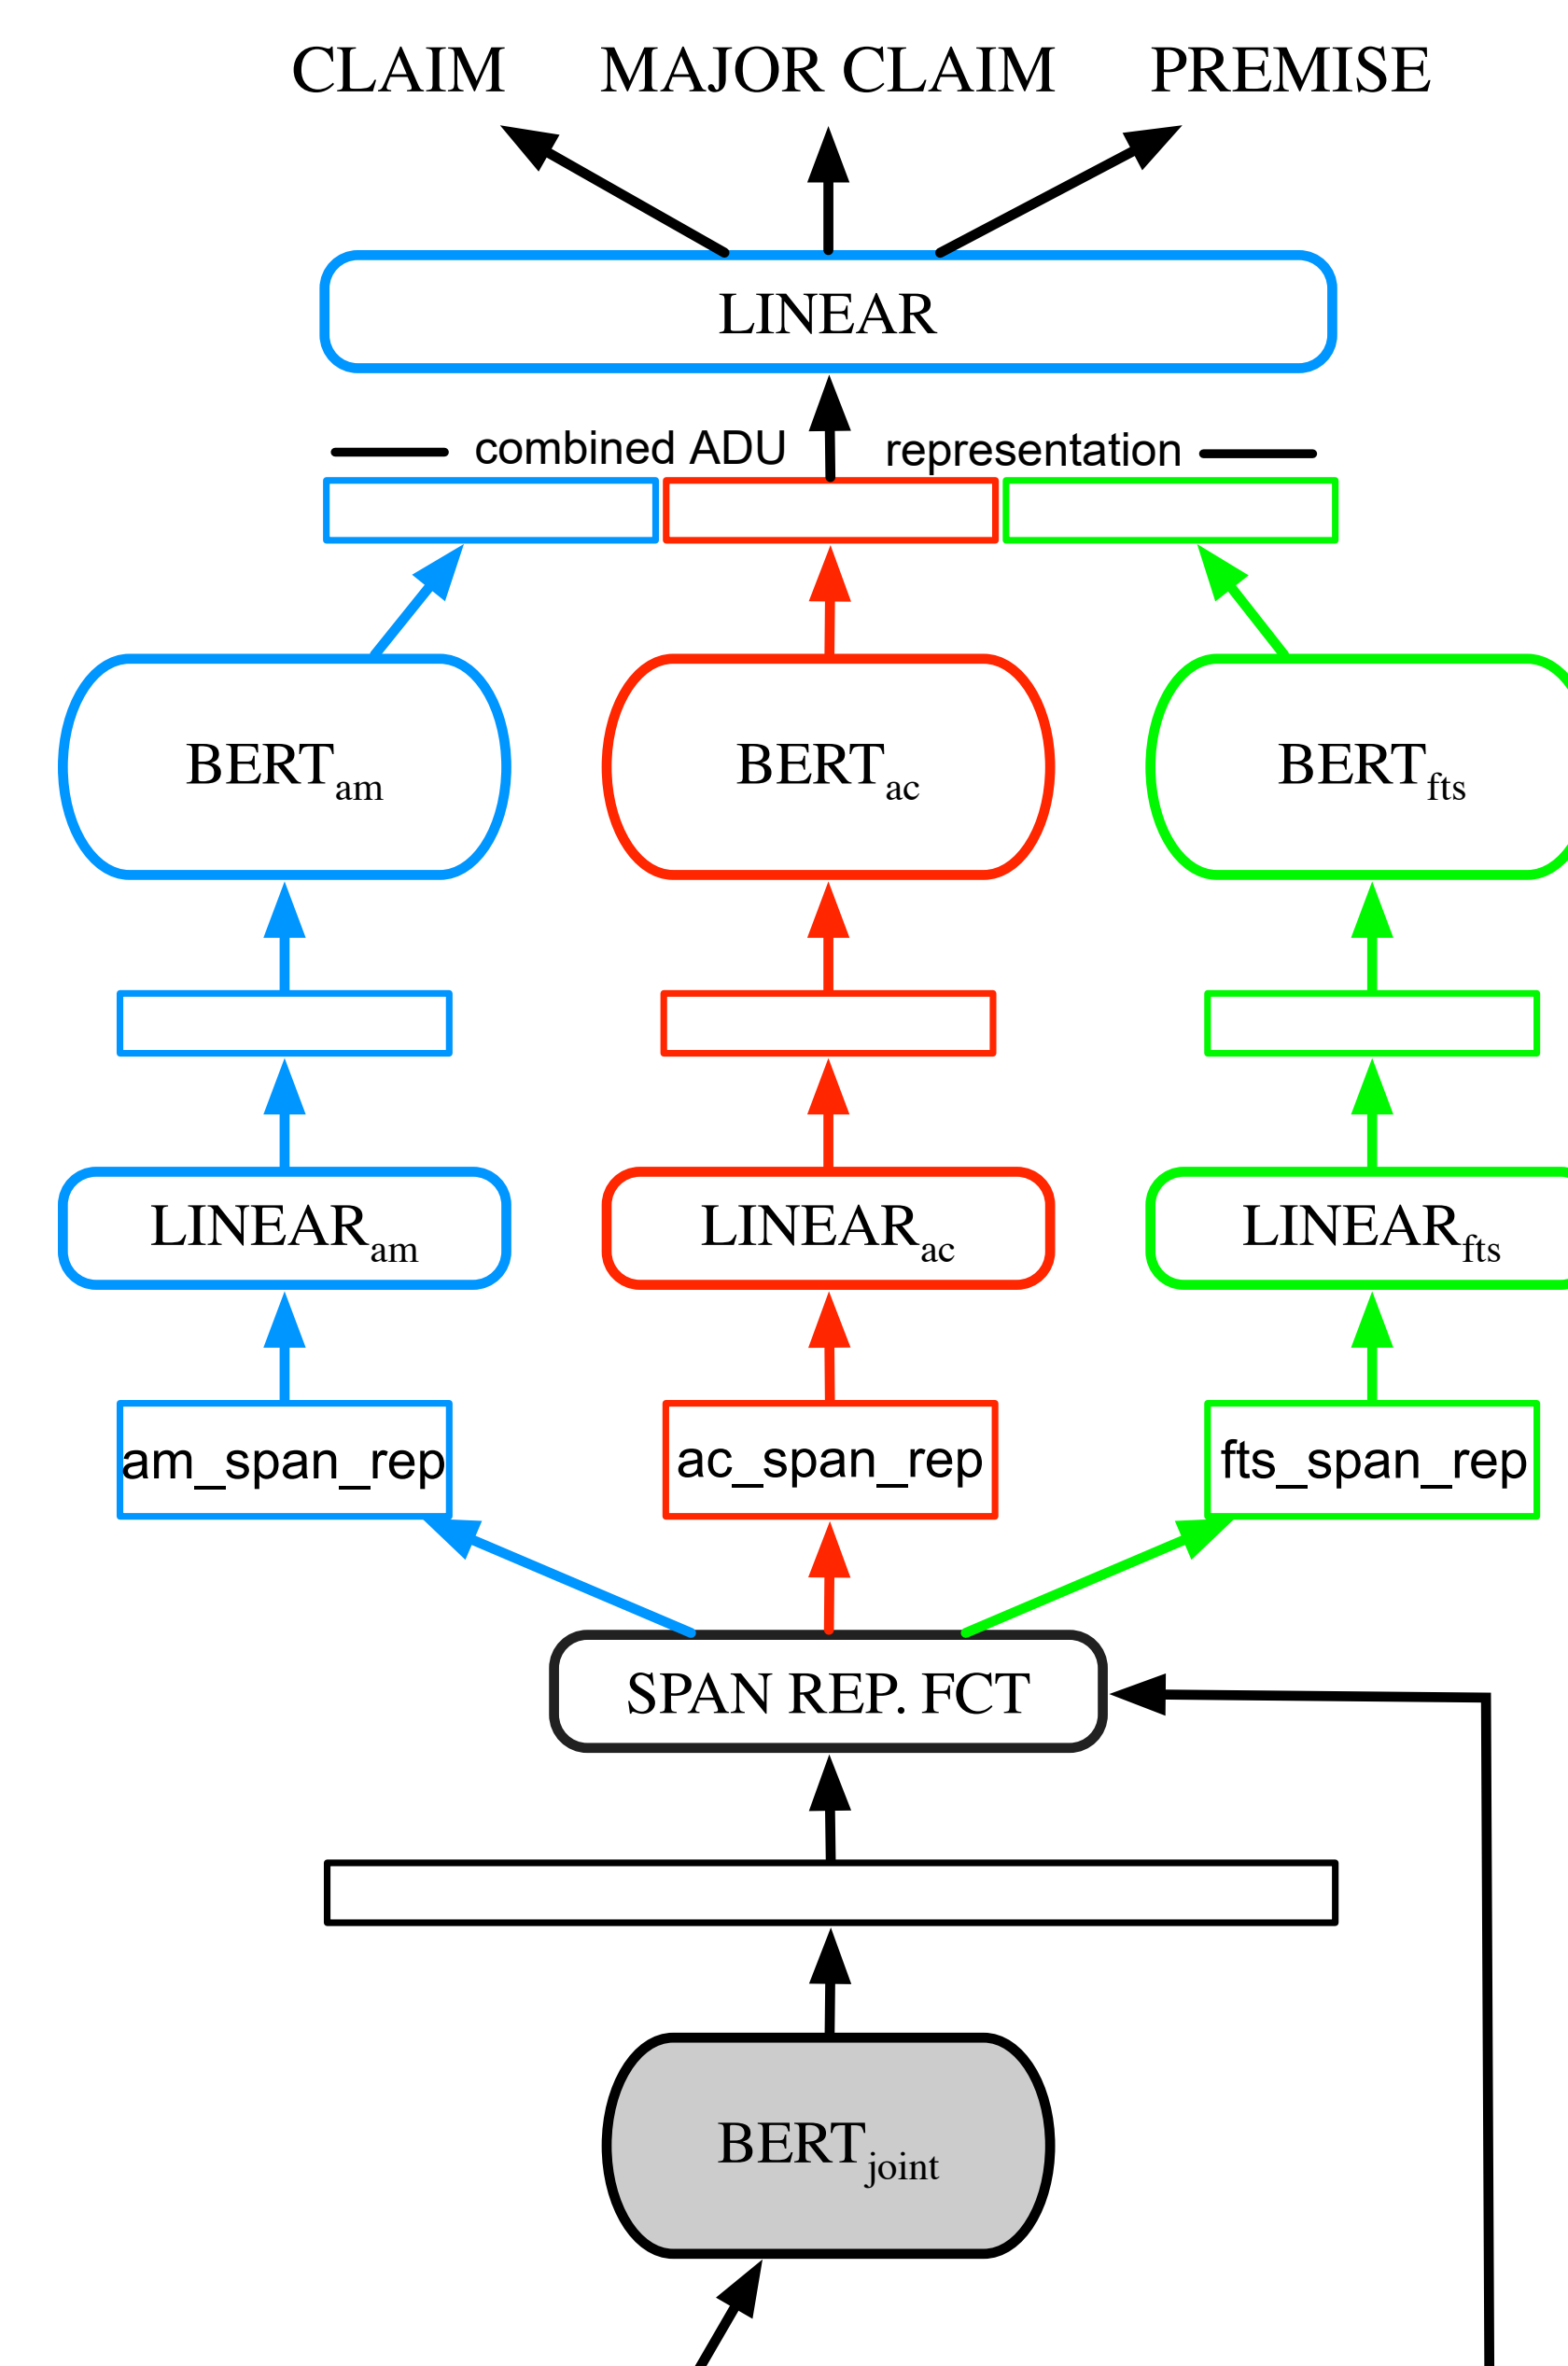 CLAIM MAJOR CLAIM PREMISE
LINEAR
combined ADU representation
BERTam BERTac BERTfts
LINEARam LINEARac LINEARfts
am_span_rep ac_span_rep fts_span_rep
SPAN REP. FCT
BERTjoint